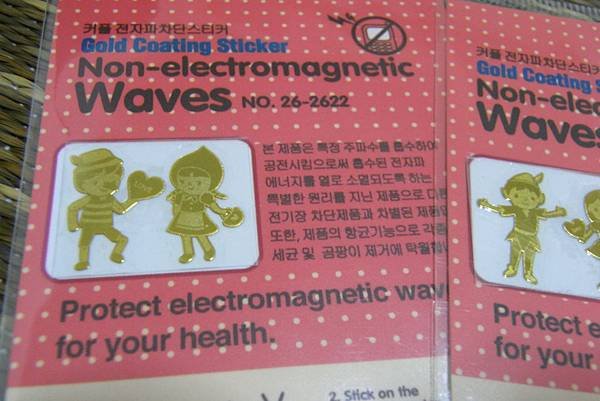 커플 전자파차단스티커
Gold Coating Sticker
Non-electromagnetic
Waves NO. 26-2622
본 제품은 특정 주파수를 흡수하여
공전시킴으로써 흡수된 전자파
에너지를 열로 소멸되도록 하는
특별한 원리를 지닌 제품으로 다른
전기장 차단제품과 차별된 제품
또한, 제품의 항균기능으로 각종
세균 및 곰팡이 제거에 탁월합
Love
Protect electromagnetic wav
for your health.
2. Stick on the
커플 전자파차단스티커
Gold Coating S
Non-elec
Waves
Protect e
for your